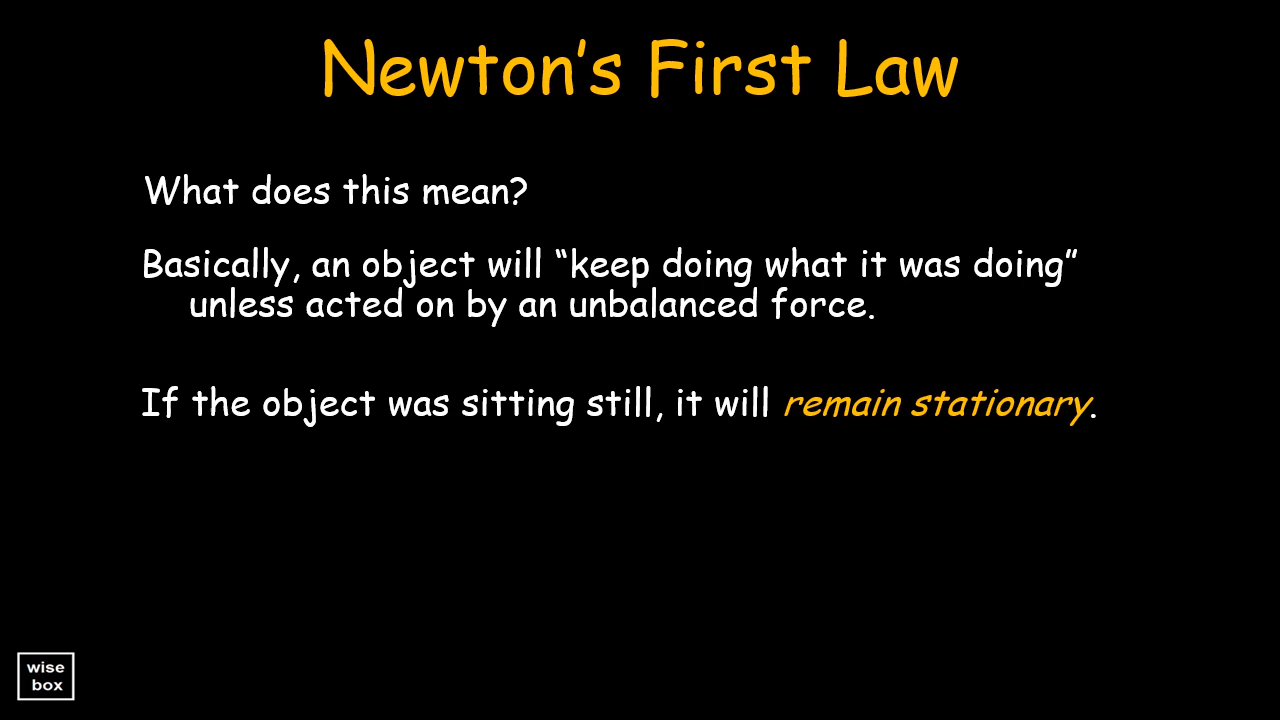 Newton’s First Law
What does this mean?
Basically, an object will “keep doing what it was doing”
unless acted on by an unbalanced force.
If the object was sitting still, it will remain stationary.
wise
box